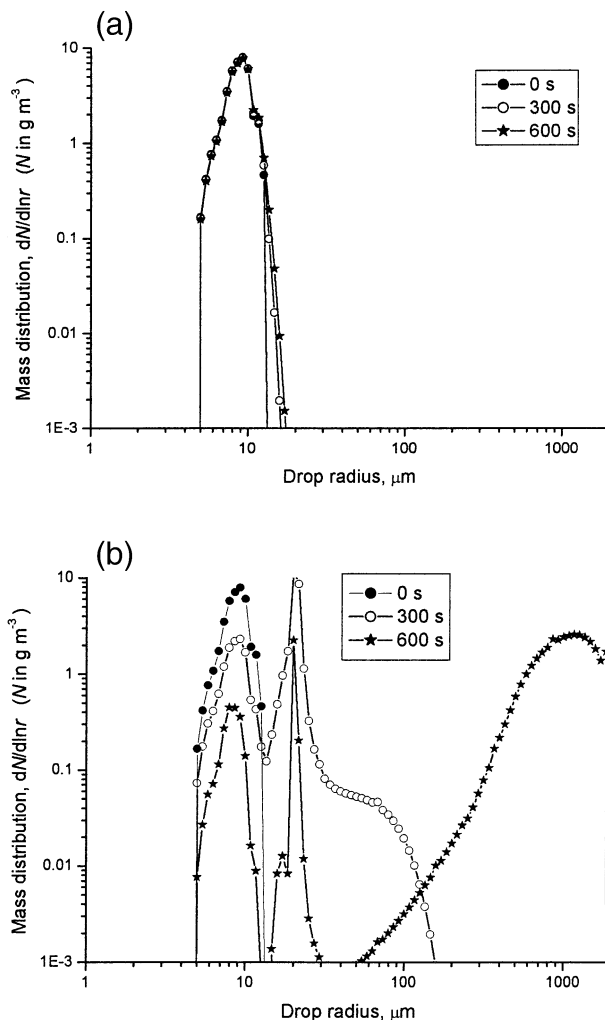 (a)
10
1
0.1
0.01
1E-3
1
10
100
1000
Mass distribution, dN/dlnr (N in g m-3)
Drop radius, μm
0 s
300 s
600 s
(b)
10
1
0.1
0.01
1E-3
1
10
100
1000
Mass distribution, dN/dlnr (N in g m-3)
Drop radius, μm
0 s
300 s
600 s